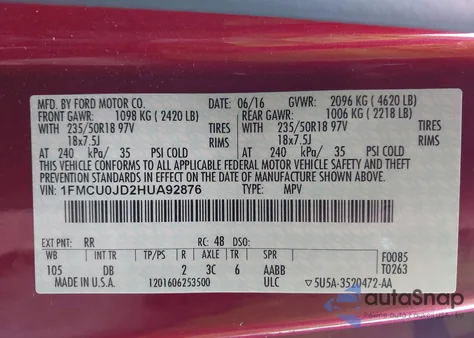 MFD. BY FORD MOTOR CO.
DATE: 06/16 GVWR: 2096 KG ( 4620 LB)
FRONT GAWR: 1098 KG ( 2420 LB) REAR GAWR: 1006 KG ( 2218 LB)
WITH 235/50R18 97V TIRES WITH 235/50R18 97V TIRES
18x7.5J RIMS 18x7.5J RIMS
AT 240 kPa/ 35 PSI COLD AT 240 kPa/ 35 PSI COLD
THIS VEHICLE CONFORMS TO ALL APPLICABLE FEDERAL MOTOR VEHICLE SAFETY AND THEFT
PREVENTION STANDARDS IN EFFECT ON THE DATE OF MANUFACTURE SHOWN ABOVE.
VIN: 1FMCU0JD2HUA92876 TYPE: MPV
EXT PNT: RR RC: 48 DSO: F0085
WB INT TR TP/PS R AXLE TR SPR T0263
105 DB 2 3C 6 AABB
MADE IN U.S.A. 1201606253500 ULC 5U5A-3520472-AA
autoSnap